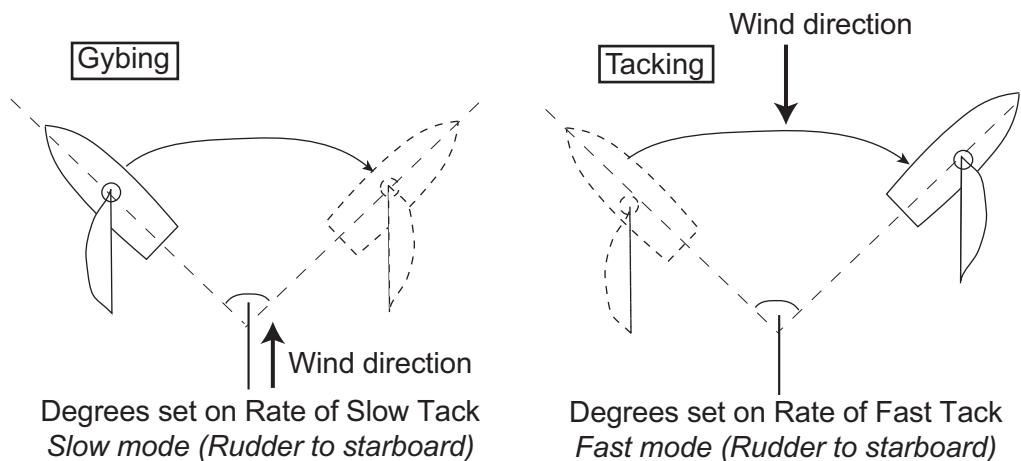 Gybing
Wind direction
Degrees set on Rate of Slow Tack
Slow mode (Rudder to starboard)
Wind direction
Tacking
Degrees set on Rate of Fast Tack
Fast mode (Rudder to starboard)